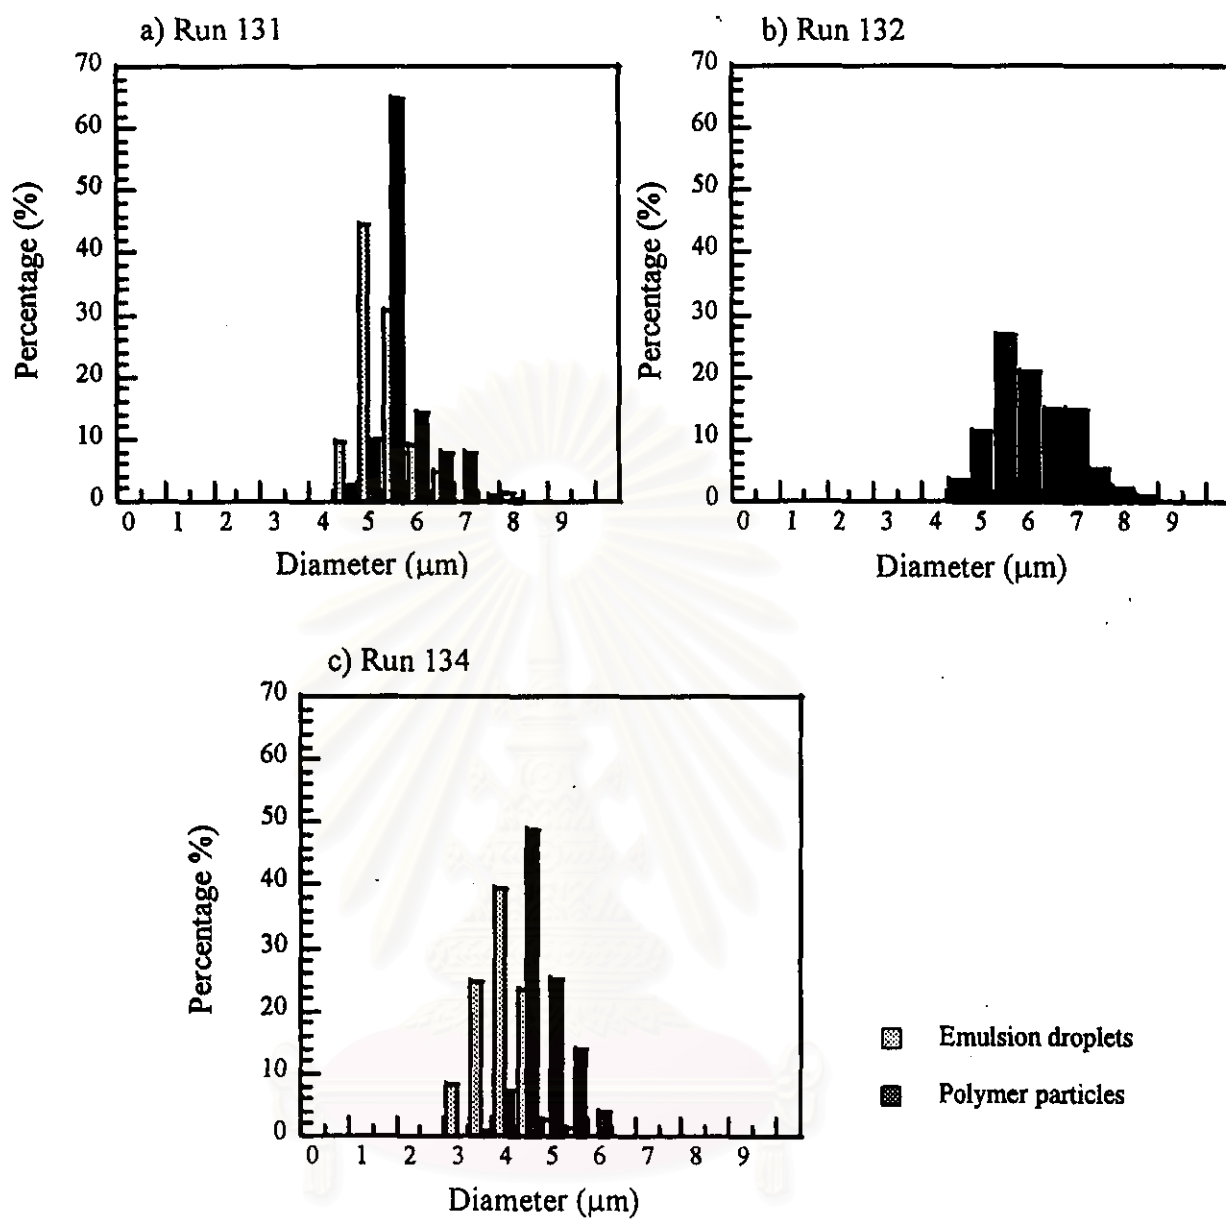 a) Run 131
70
60
50
40
30
20
10
0
Percentage (%)
0 1 2 3 4 5 6 7 8 9
Diameter (μm)
b) Run 132
70
60
50
40
30
20
10
0
Percentage (%)
0 1 2 3 4 5 6 7 8 9
Diameter (μm)
c) Run 134
70
60
50
40
30
20
10
0
Percentage %)
0 1 2 3 4 5 6 7 8 9
Diameter (μm)
Emulsion droplets
Polymer particles